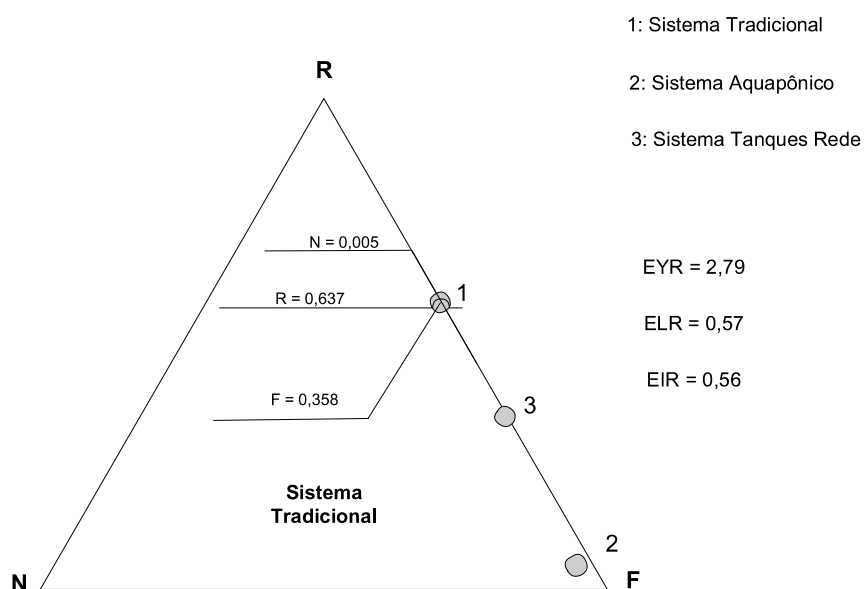 1: Sistema Tradicional
R
2: Sistema Aquapônico
3: Sistema Tanques Rede
N = 0,005
EYR = 2,79
R = 0,637
1
ELR = 0,57
EIR = 0,56
F = 0,358
3
Sistema
Tradicional
2
N
F